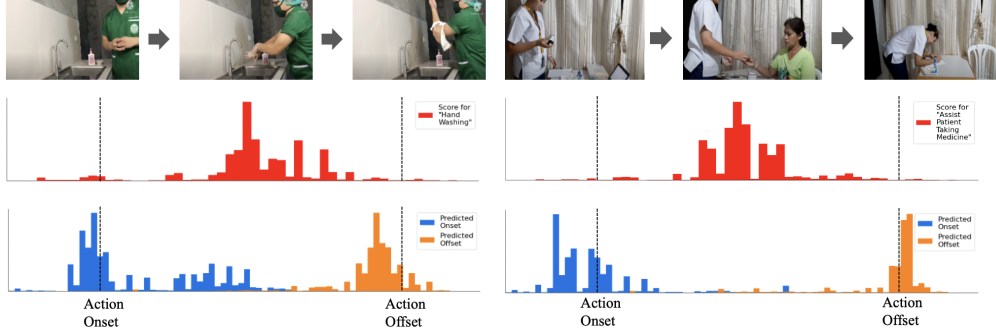 Score for
"Hand
Washing"
Score for
"Assist
Patient
Taking
Medicine"
Predicted
Onset
Predicted
Offset
Predicted
Onset
Predicted
Offset
Action
Onset
Action
Offset
Action
Onset
Action
Offset